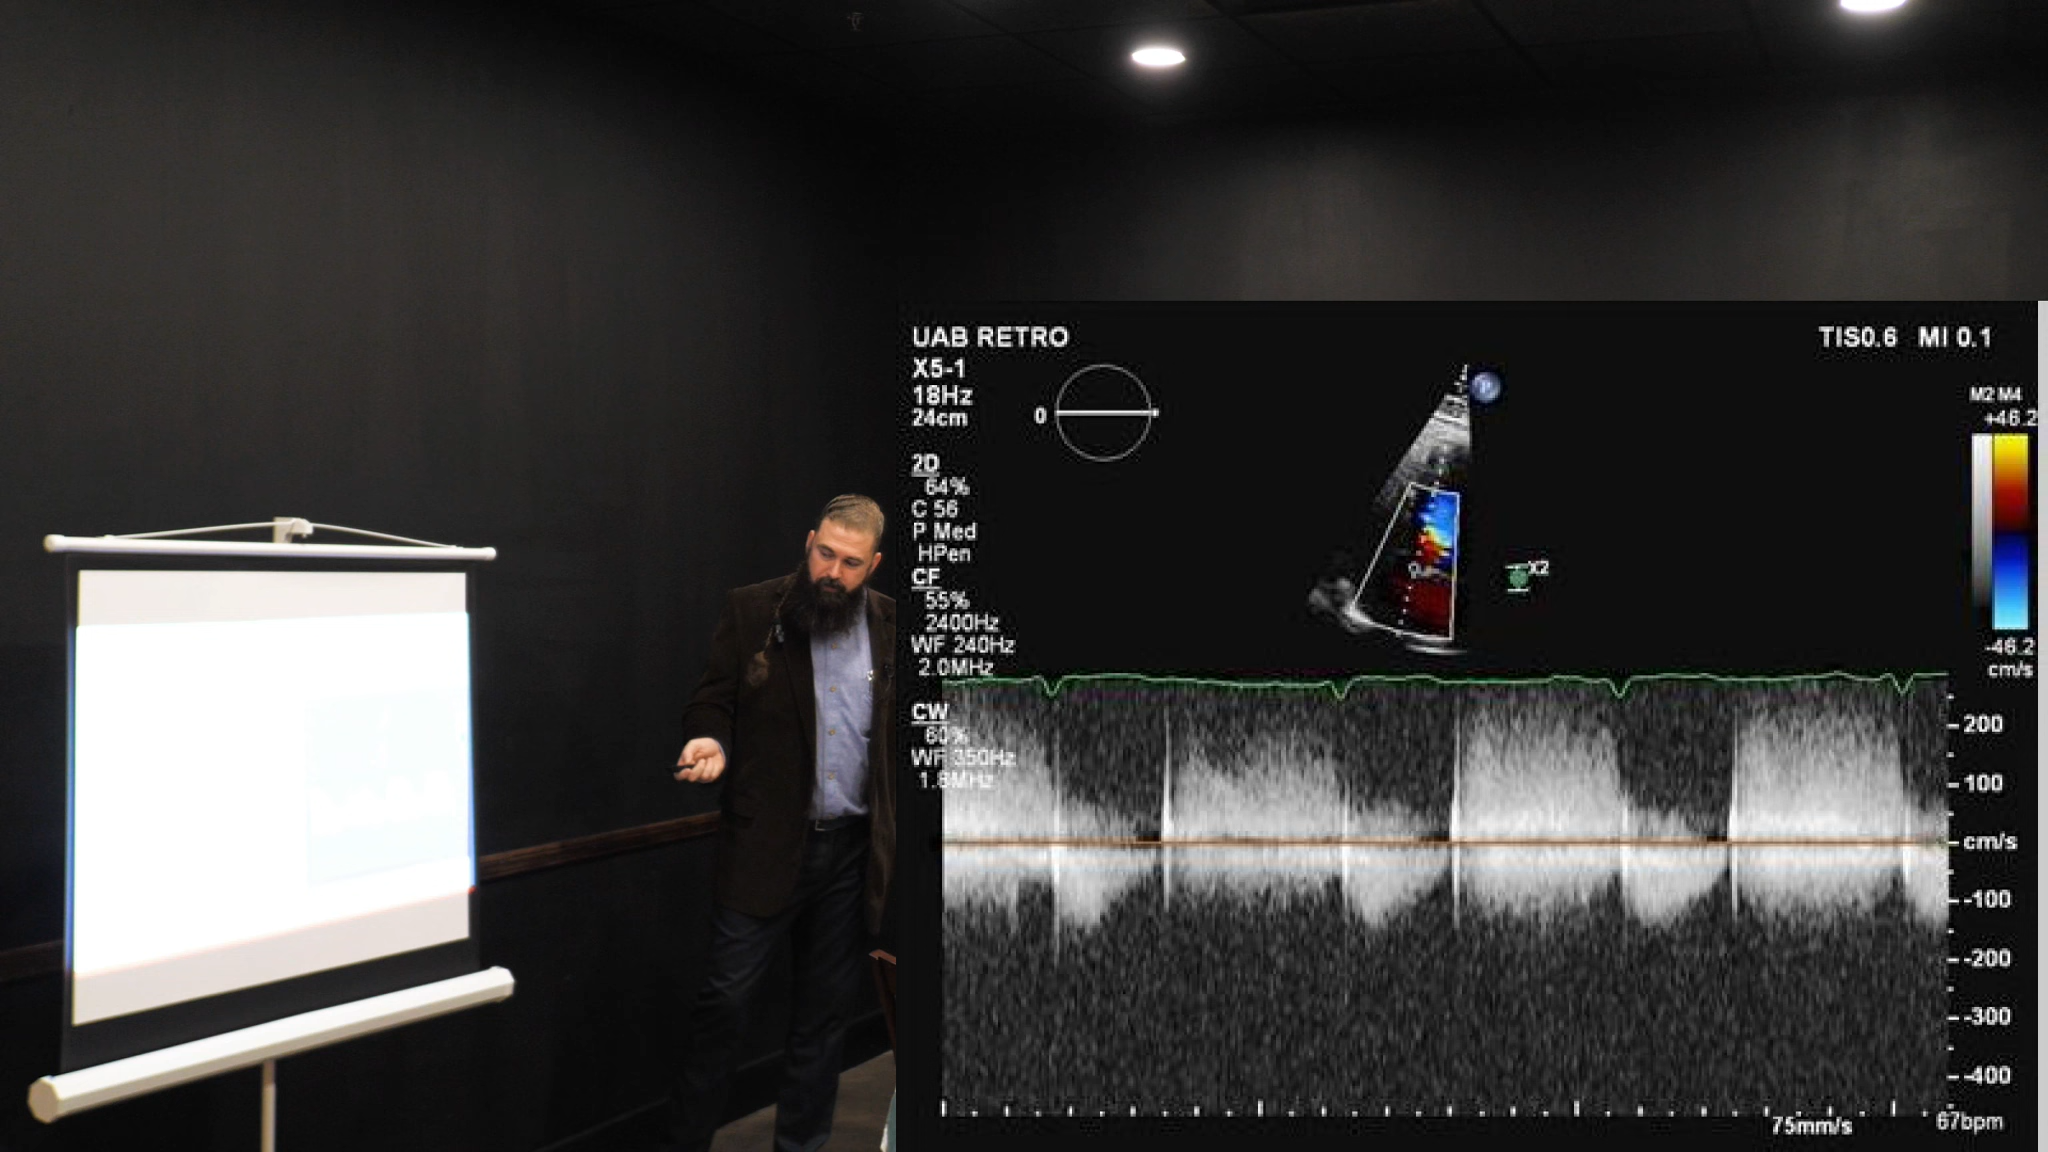 UAB RETRO
TIS0.6 MI 0.1
X5-1
18Hz
24cm
0
M2 M4
+46.2
2D
64%
C 56
P Med
HPen
CF
55%
2400Hz
WF 240Hz
2.0MHz
X2
-46.2
cm/s
CW
60%
WF 350Hz
1.8MHz
200
100
cm/s
-100
-200
-300
-400
75mm/s
67bpm